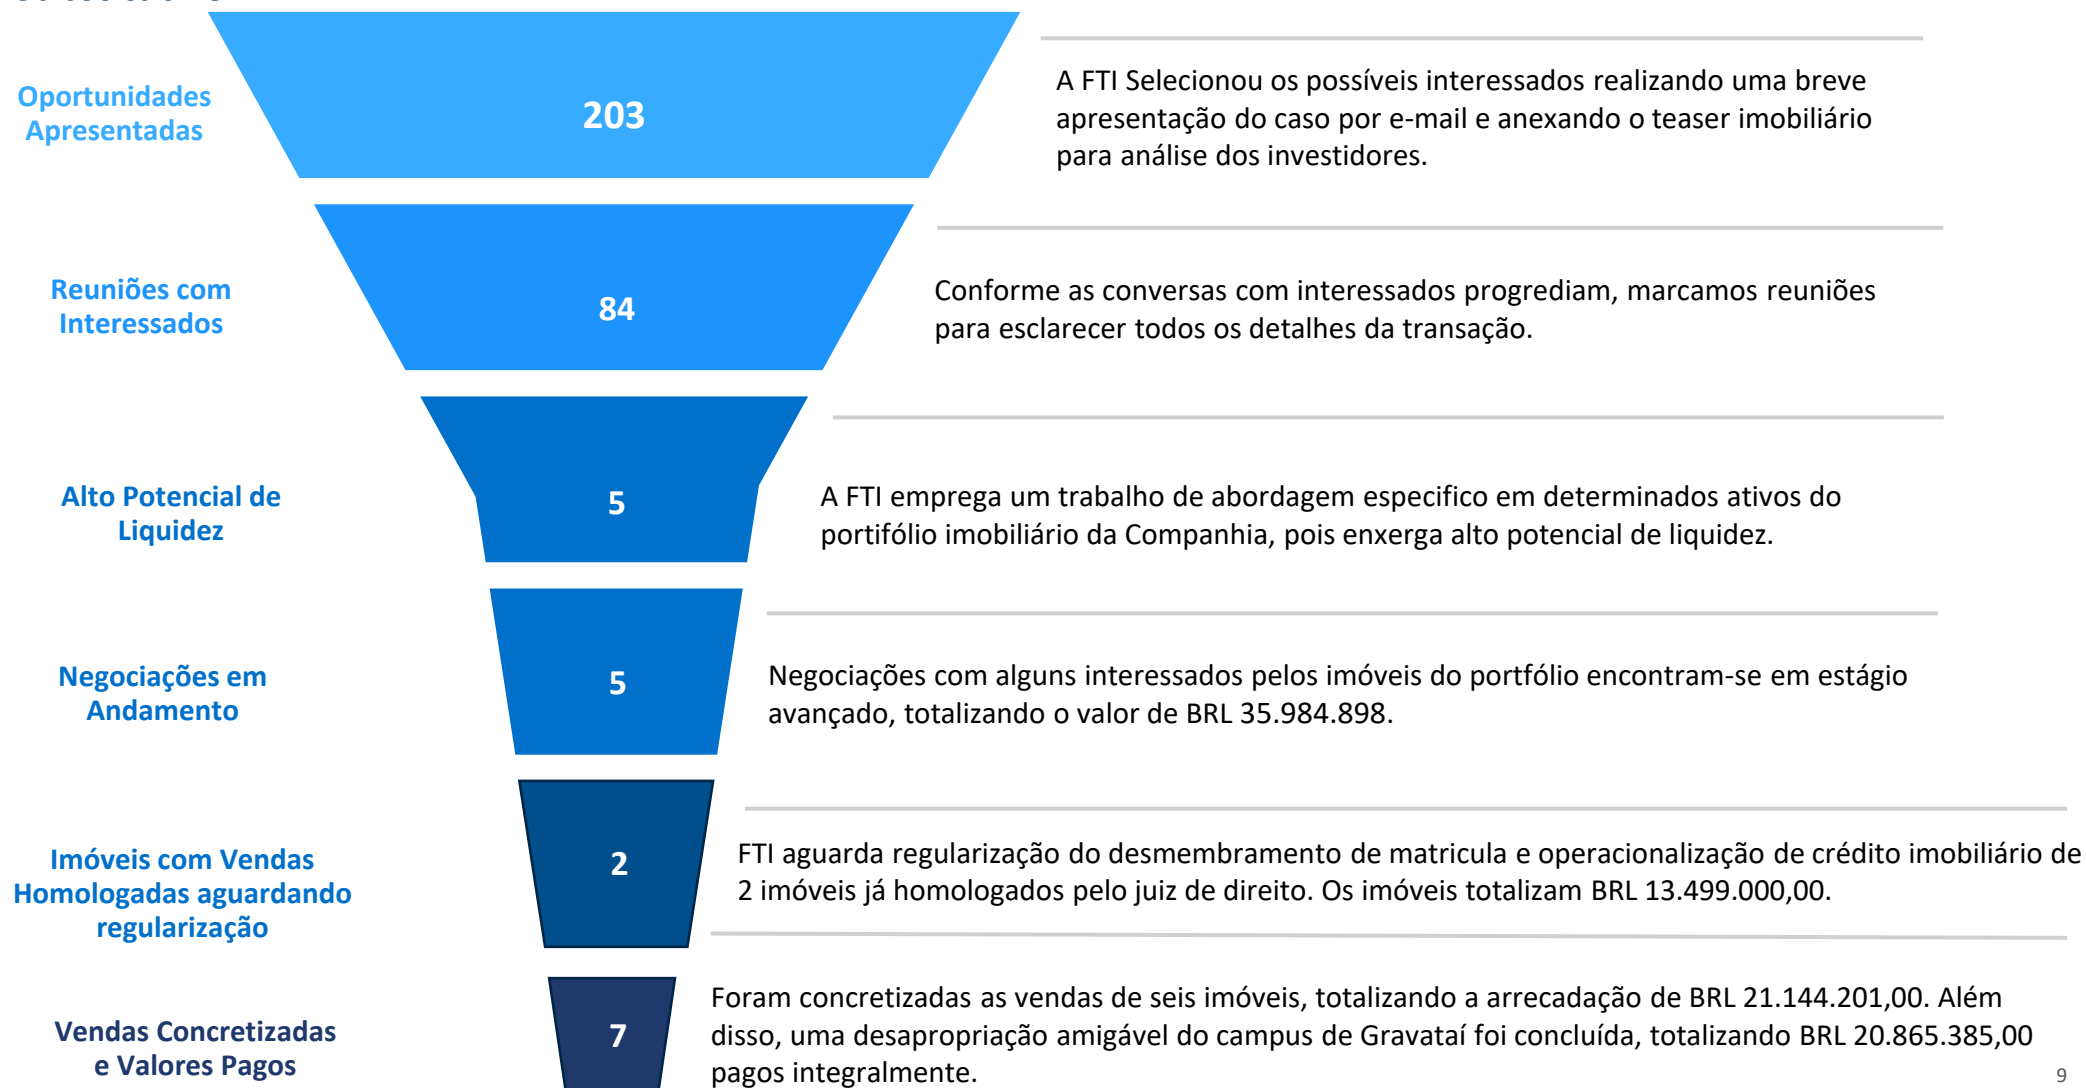 Oportunidades
Apresentadas
203
A FTI Selecionou os possíveis interessados realizando uma breve
apresentação do caso por e-mail e anexando o teaser imobiliário
para análise dos investidores.
Reuniões com
Interessados
84
Conforme as conversas com interessados progrediam, marcamos reuniões
para esclarecer todos os detalhes da transação.
Alto Potencial de
Liquidez
5
A FTI emprega um trabalho de abordagem especifico em determinados ativos do
portifólio imobiliário da Companhia, pois enxerga alto potencial de liquidez.
Negociações em
Andamento
5
Negociações com alguns interessados pelos imóveis do portfólio encontram-se em estágio
avançado, totalizando o valor de BRL 35.984.898.
Imóveis com Vendas
Homologadas aguardando
regularização
2
FTI aguarda regularização do desmembramento de matricula e operacionalização de crédito imobiliário de
2 imóveis já homologados pelo juiz de direito. Os imóveis totalizam BRL 13.499.000,00.
Vendas Concretizadas
e Valores Pagos
7
Foram concretizadas as vendas de seis imóveis, totalizando a arrecadação de BRL 21.144.201,00. Além
disso, uma desapropriação amigável do campus de Gravataí foi concluída, totalizando BRL 20.865.385,00
pagos integralmente.
9